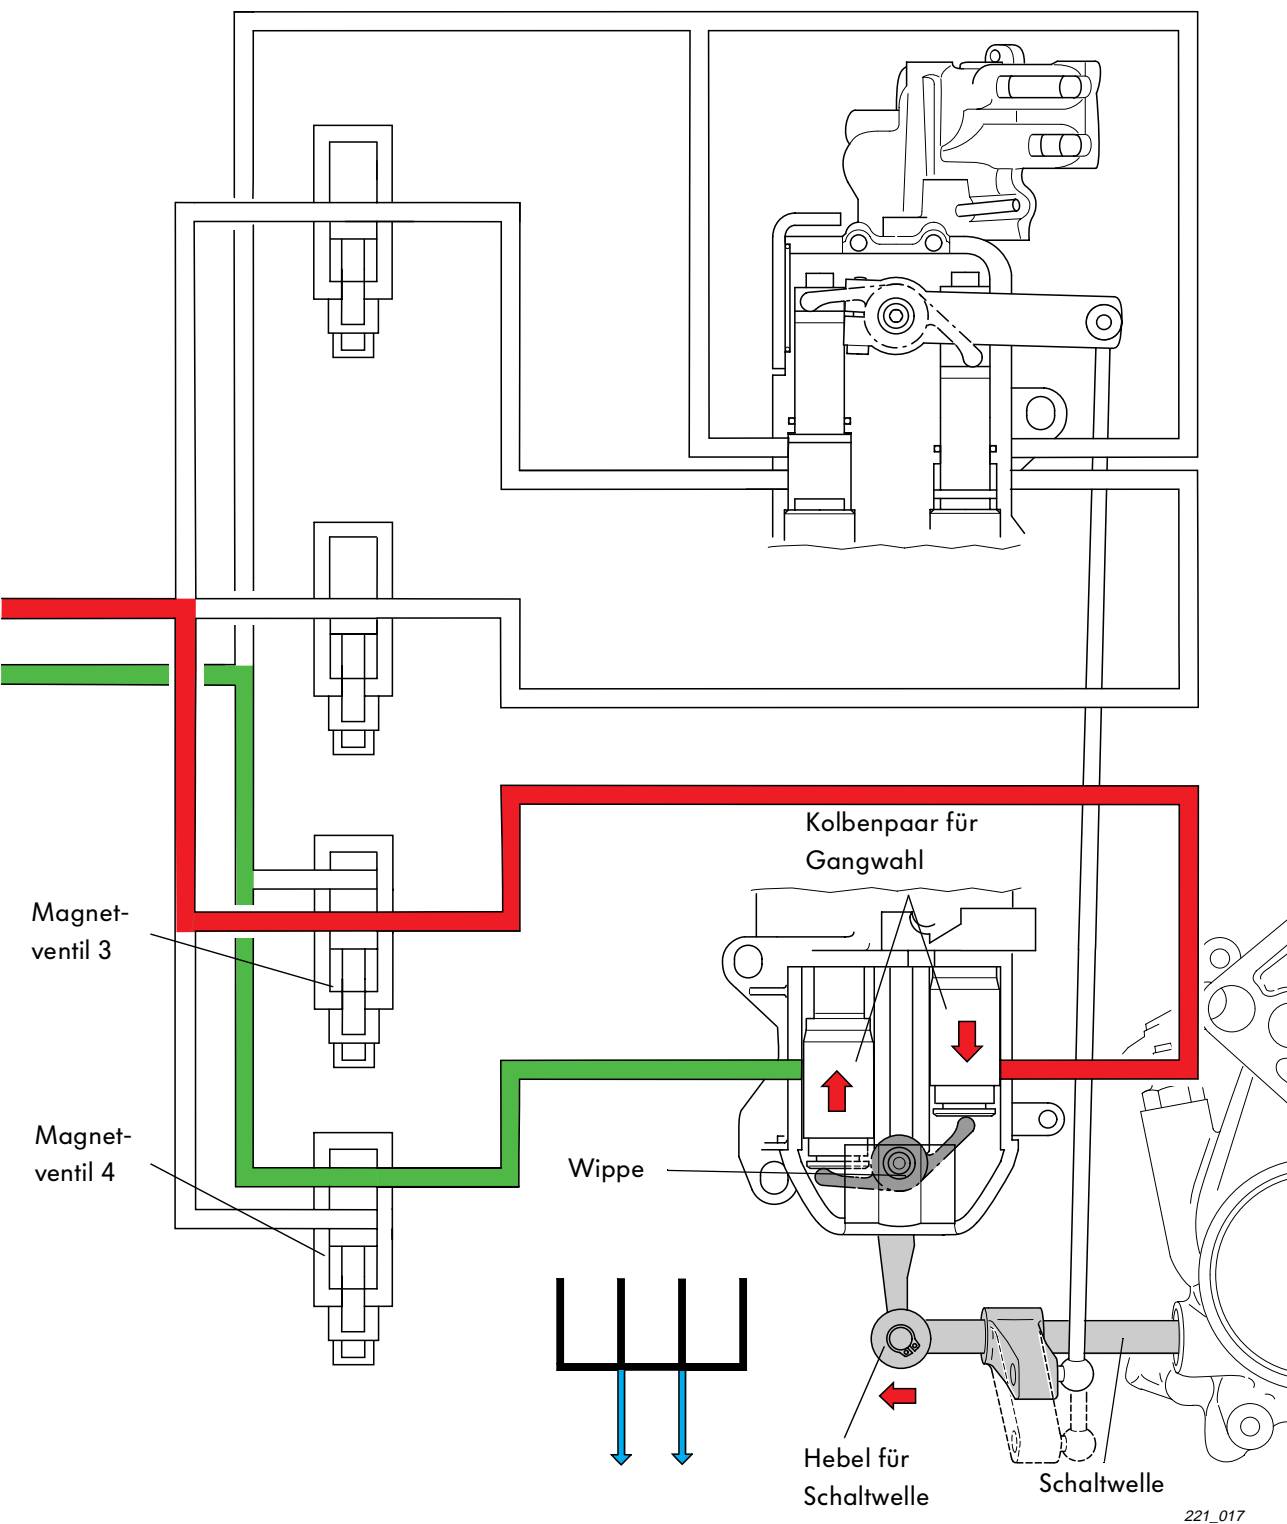 Kolbenpaar für
Gangwahl
Magnet-
ventil 3
Magnet-
ventil 4
Wippe
Hebel für
Schaltwelle
Schaltwelle
221_017